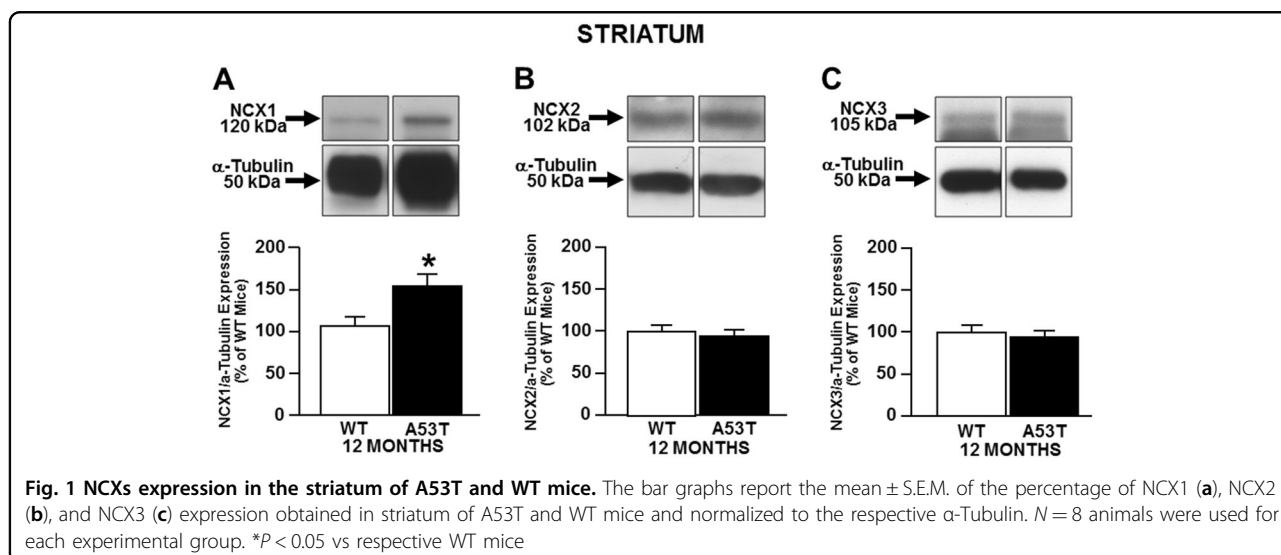 STRIATUM
A
NCX1
120 kDa
α-Tubulin
50 kDa
NCX1/a-Tubulin Expression
(% of WT Mice)
200
150
100
50
0
*
WT A53T
12 MONTHS
B
NCX2
102 kDa
α-Tubulin
50 kDa
NCX2/a-Tubulin Expression
(% of WT Mice)
200
150
100
50
0
WT A53T
12 MONTHS
C
NCX3
105 kDa
α-Tubulin
50 kDa
NCX3/a-Tubulin Expression
(% of WT Mice)
200
150
100
50
0
WT A53T
12 MONTHS
Fig. 1 NCXs expression in the striatum of A53T and WT mice. The bar graphs report the mean ± S.E.M. of the percentage of NCX1 (a), NCX2
(b), and NCX3 (c) expression obtained in striatum of A53T and WT mice and normalized to the respective α-Tubulin. N = 8 animals were used for
each experimental group. *P < 0.05 vs respective WT mice